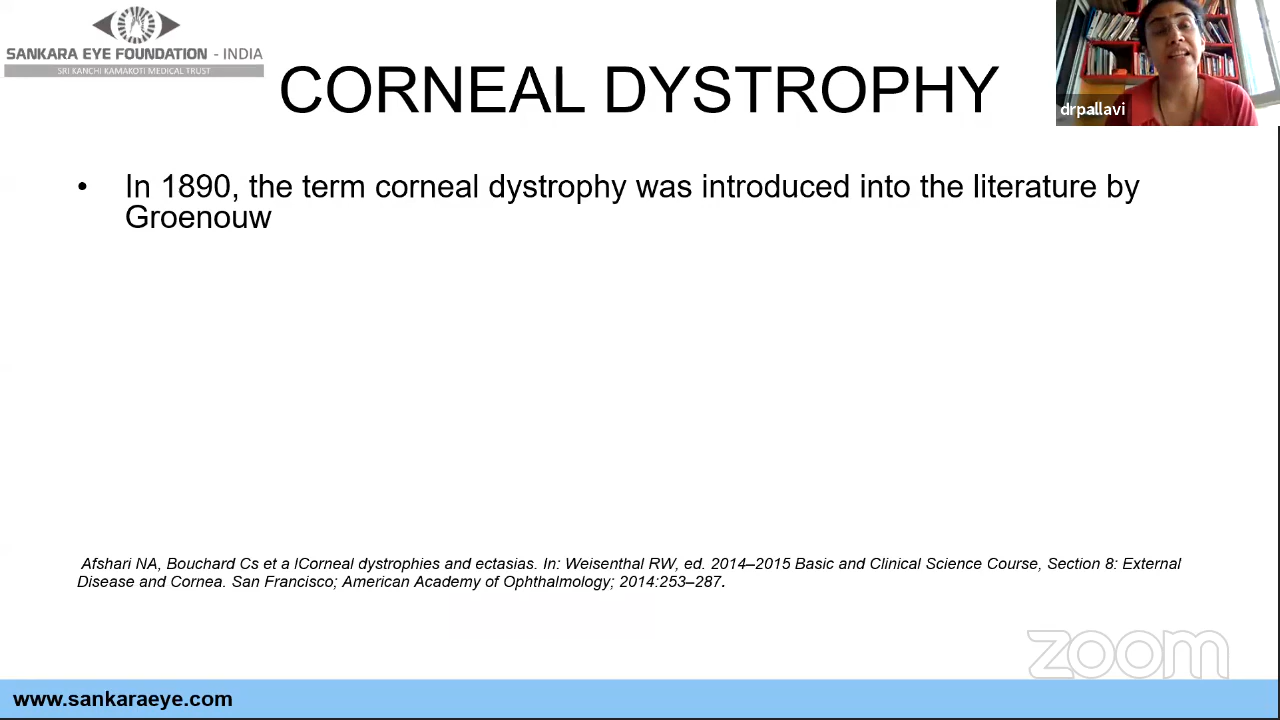 SANKARA EYE FOUNDATION - INDIA
SRI KANCHI KAMAKOTI MEDICAL TRUST
CORNEAL DYSTROPHY
drpallavi
• In 1890, the term corneal dystrophy was introduced into the literature by
Groenouw
Afshari NA, Bouchard Cs et a lCorneal dystrophies and ectasias. In: Weisenthal RW, ed. 2014–2015 Basic and Clinical Science Course, Section 8: External
Disease and Cornea. San Francisco; American Academy of Ophthalmology; 2014:253–287.
zoom
www.sankaraeye.com